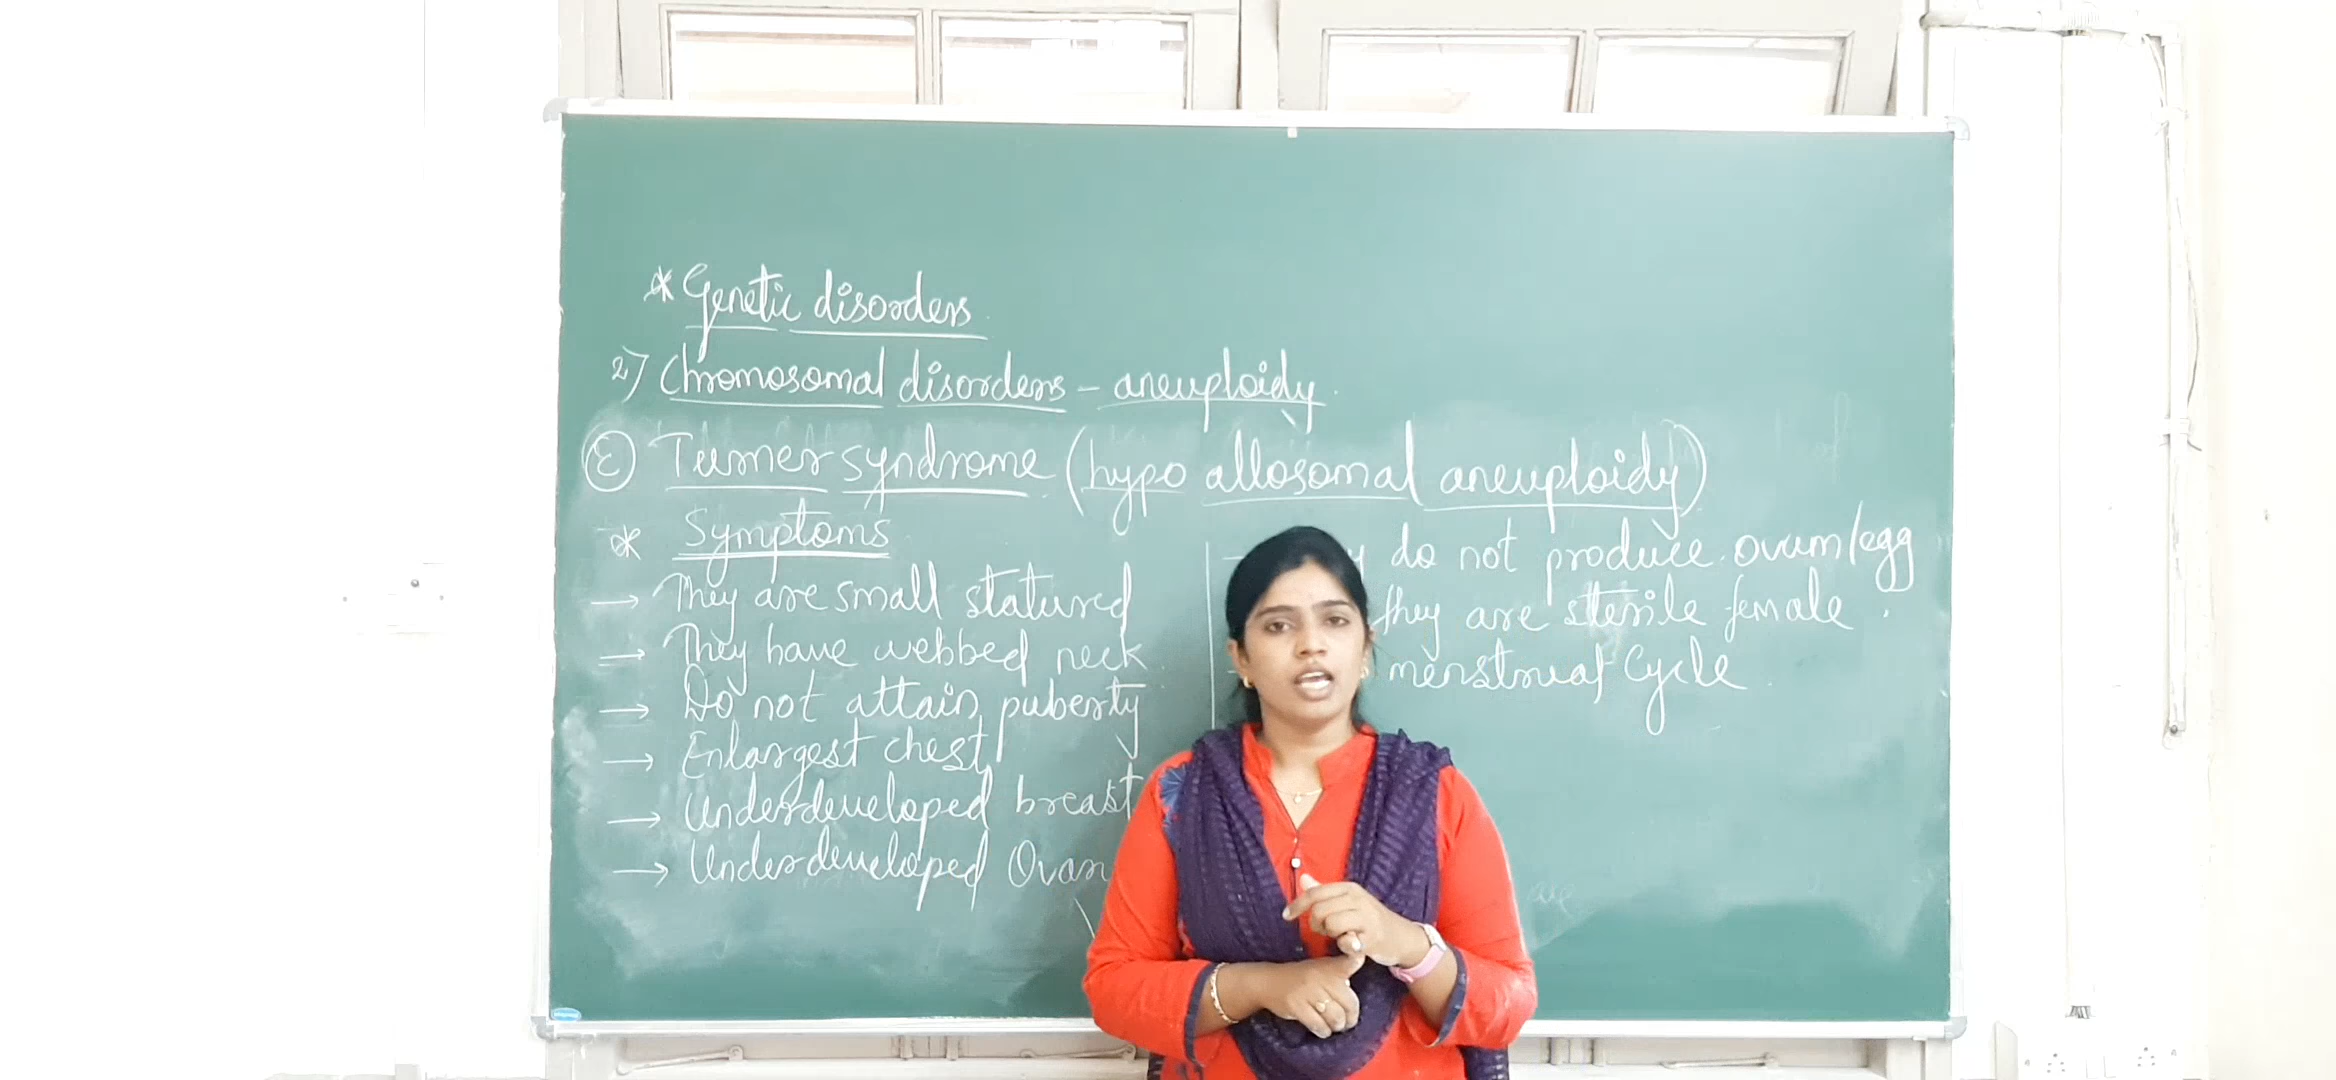 * Genetic disorders
2) Chromosomal disorders - aneuploidy.
Turner syndrome (hypo allosomal aneuploidy)
* Symptoms
→ They are small statured
→ They have webbed neck
→ Do not attain puberty
→ Enlargest chest
→ Underdeveloped breast
→ Underdeveloped Ovar
do not produce ovum/egg
they are sterile female.
menstrual cycle.